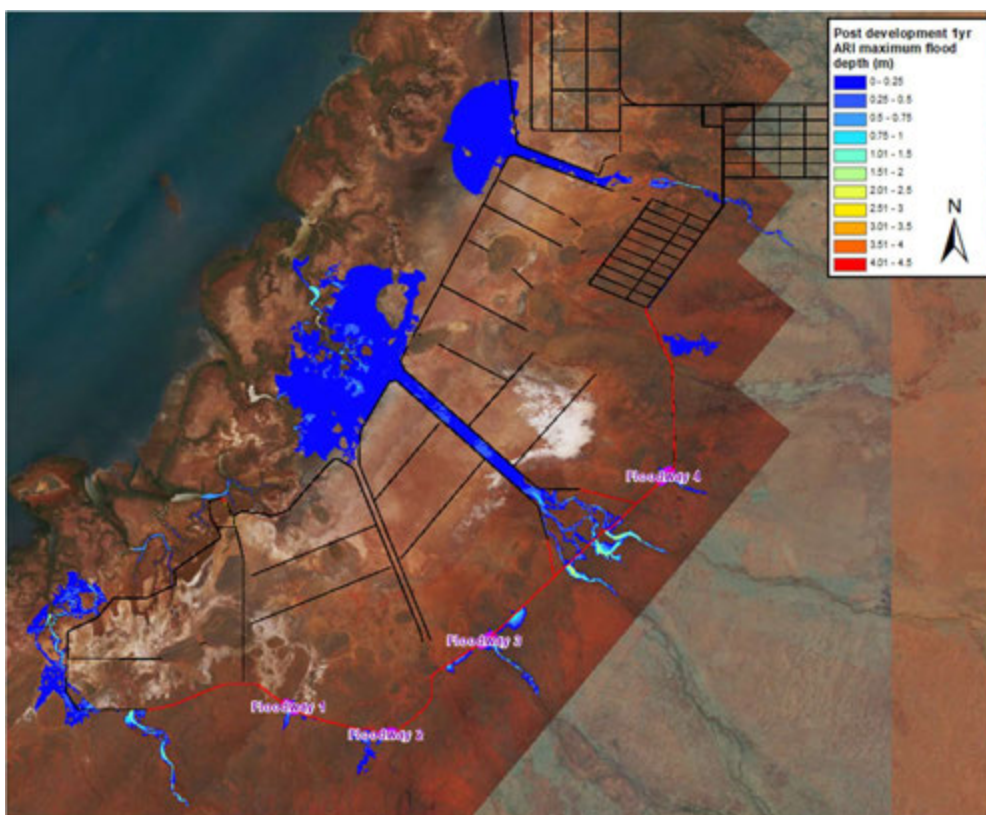 Post development 1yr
ARI maximum flood
depth (m)
0 - 0.25
0.25 - 0.5
0.5 - 0.75
0.75 - 1
1.01 - 1.5
1.51 - 2
2.01 - 2.5
2.51 - 3
3.01 - 3.5
3.51 - 4
4.01 - 4.5
N
Floodway 4
Floodway 3
Floodway 1
Floodway 2